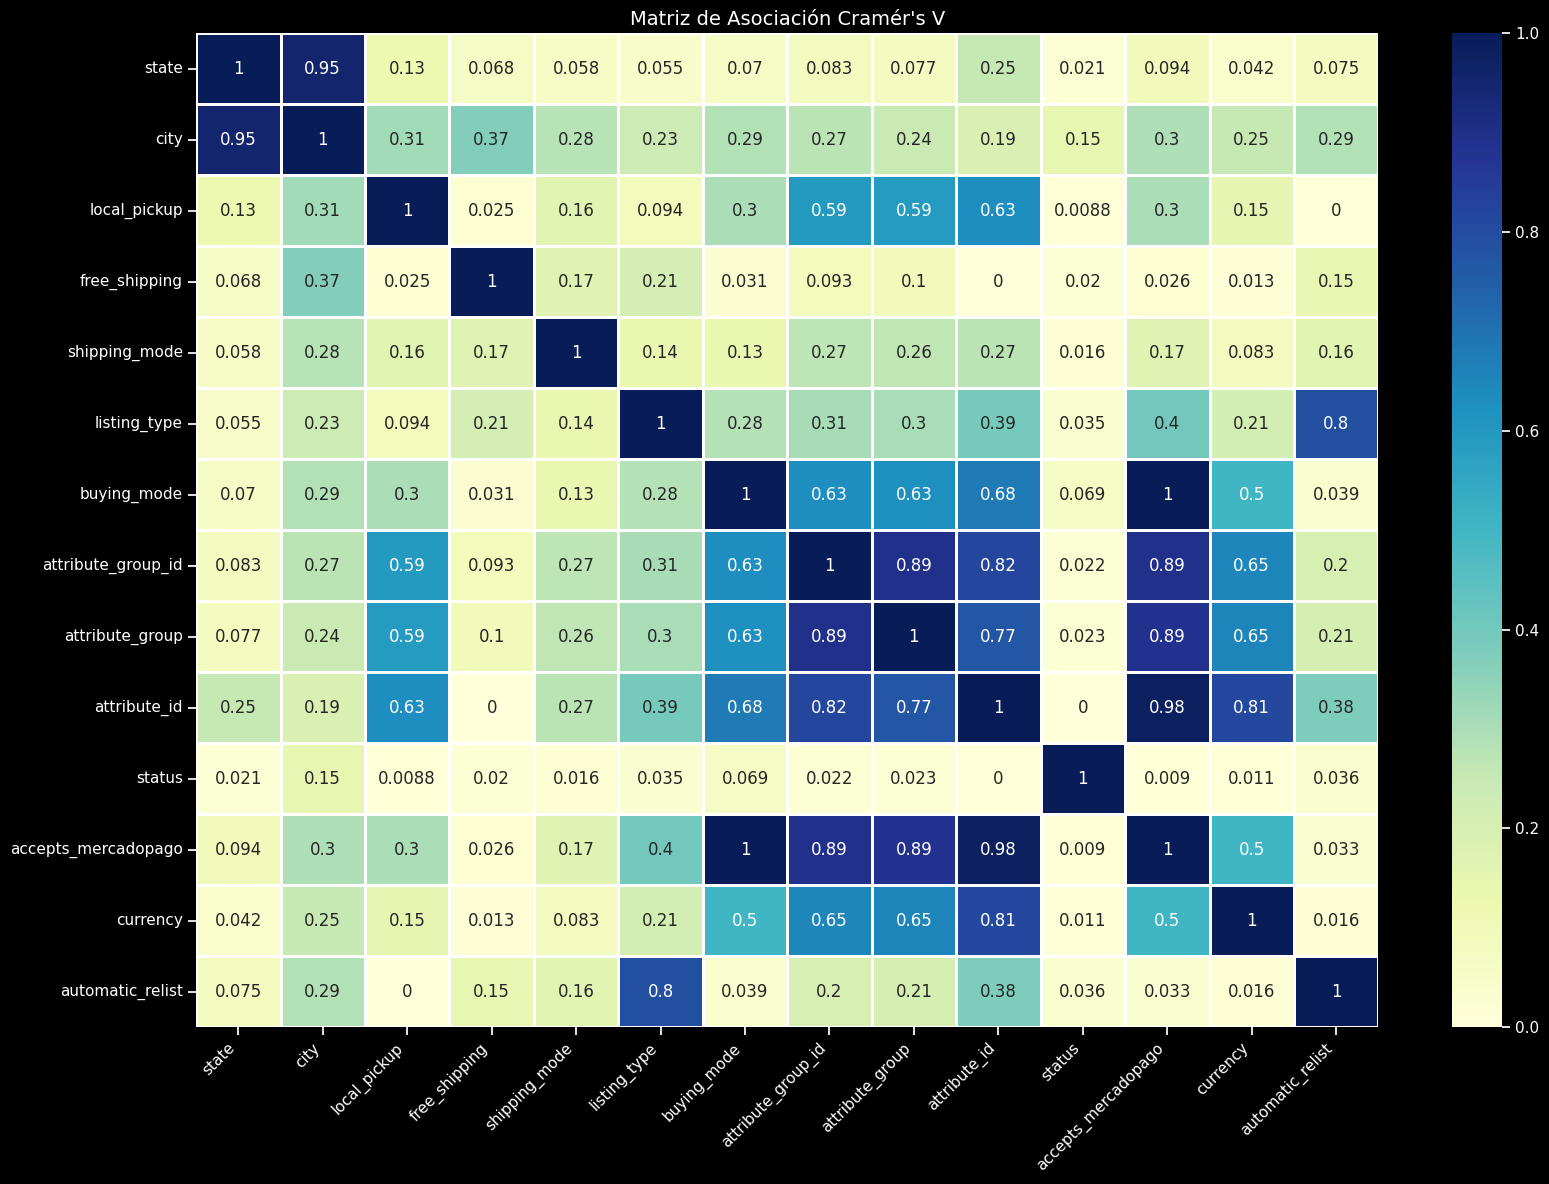 Matriz de Asociación Cramér's V
state 1 0.95 0.13 0.068 0.058 0.055 0.07 0.083 0.077 0.25 0.021 0.094 0.042 0.075
city 0.95 1 0.31 0.37 0.28 0.23 0.29 0.27 0.24 0.19 0.15 0.3 0.25 0.29
local_pickup 0.13 0.31 1 0.025 0.16 0.094 0.3 0.59 0.59 0.63 0.0088 0.3 0.15 0
free_shipping 0.068 0.37 0.025 1 0.17 0.21 0.031 0.093 0.1 0 0.02 0.026 0.013 0.15
shipping_mode 0.058 0.28 0.16 0.17 1 0.14 0.13 0.27 0.26 0.27 0.016 0.17 0.083 0.16
listing_type 0.055 0.23 0.094 0.21 0.14 1 0.28 0.31 0.3 0.39 0.035 0.4 0.21 0.8
buying_mode 0.07 0.29 0.3 0.031 0.13 0.28 1 0.63 0.63 0.68 0.069 1 0.5 0.039
attribute_group_id 0.083 0.27 0.59 0.093 0.27 0.31 0.63 1 0.89 0.82 0.022 0.89 0.65 0.2
attribute_group 0.077 0.24 0.59 0.1 0.26 0.3 0.63 0.89 1 0.77 0.023 0.89 0.65 0.21
attribute_id 0.25 0.19 0.63 0 0.27 0.39 0.68 0.82 0.77 1 0 0.98 0.81 0.38
status 0.021 0.15 0.0088 0.02 0.016 0.035 0.069 0.022 0.023 0 1 0.009 0.011 0.036
accepts_mercadopago 0.094 0.3 0.3 0.026 0.17 0.4 1 0.89 0.89 0.98 0.009 1 0.5 0.033
currency 0.042 0.25 0.15 0.013 0.083 0.21 0.5 0.65 0.65 0.81 0.011 0.5 1 0.016
automatic_relist 0.075 0.29 0 0.15 0.16 0.8 0.039 0.2 0.21 0.38 0.036 0.033 0.016 1
state city local_pickup free_shipping shipping_mode listing_type buying_mode attribute_group_id attribute_group attribute_id status accepts_mercadopago currency automatic_relist
1.0
0.8
0.6
0.4
0.2
0.0